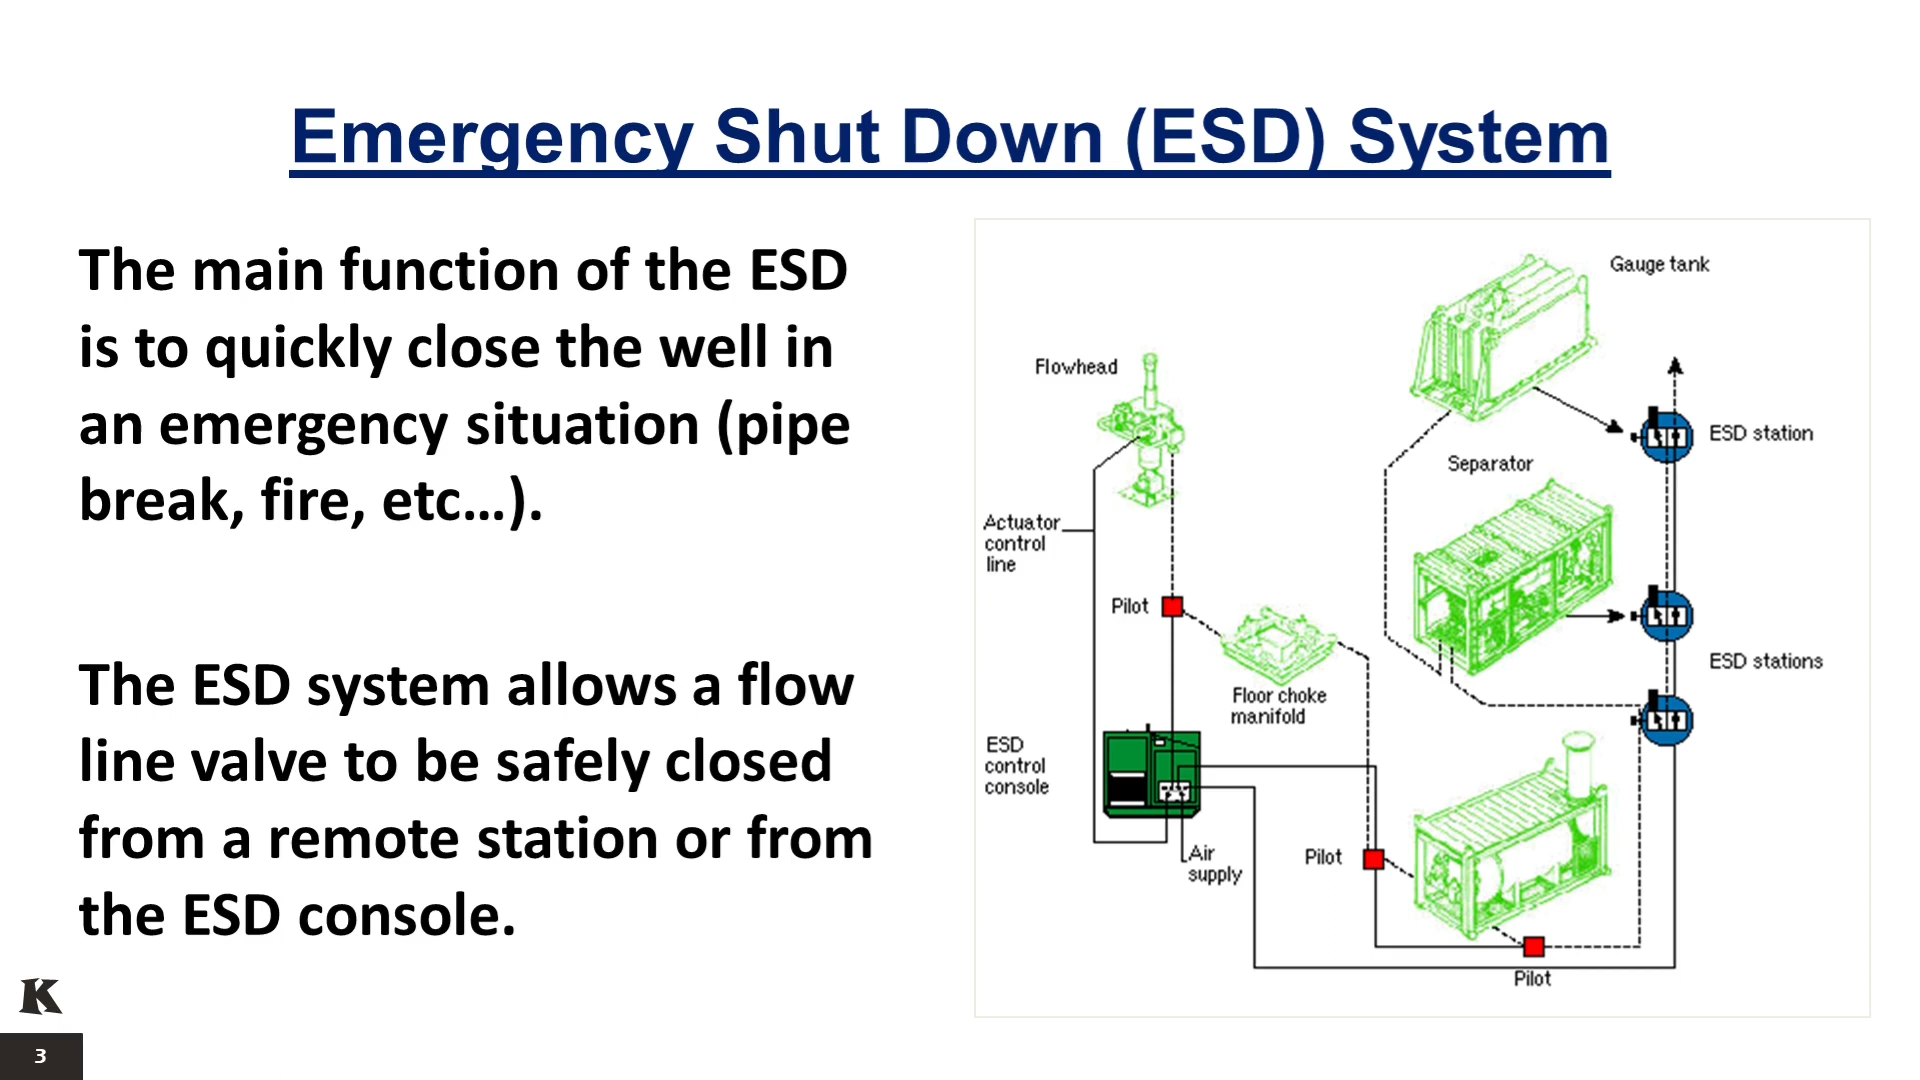 Emergency Shut Down (ESD) System
The main function of the ESD
is to quickly close the well in
an emergency situation (pipe
break, fire, etc…).
The ESD system allows a flow
line valve to be safely closed
from a remote station or from
the ESD console.
Gauge tank
Flowhead
ESD station
Separator
Actuator
control
line
Pilot
ESD stations
Floor choke
manifold
ESD
control
console
Air
supply
Pilot
Pilot
K
3